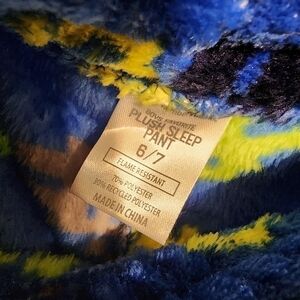 PLUSH SLEEP
PANT
6/7
FLAME RESISTANT
70% POLYESTER
30% RECYCLED POLYESTER
MADE IN CHINA